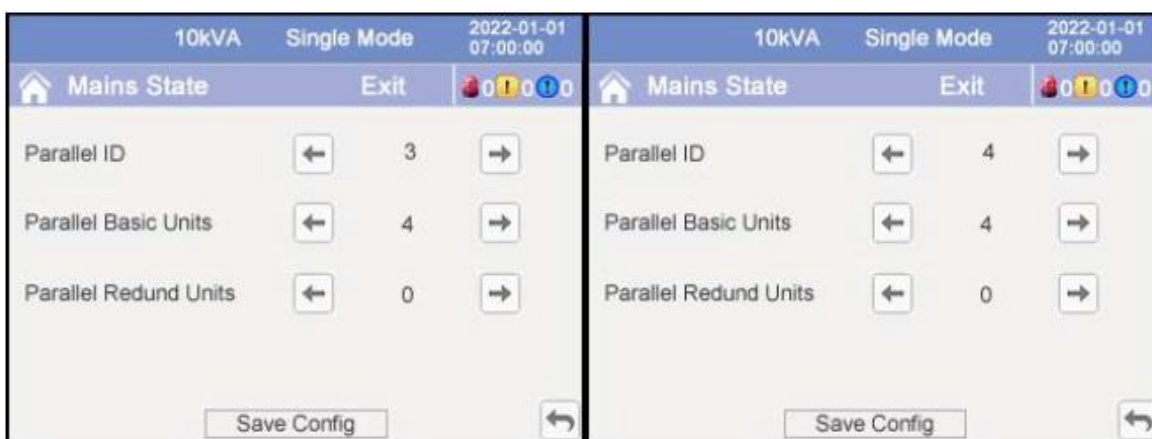 10kVA Single Mode 2022-01-01
07:00:00
Mains State Exit 0 0 0
Parallel ID 3
Parallel Basic Units 4
Parallel Redund Units 0
Save Config
10kVA Single Mode 2022-01-01
07:00:00
Mains State Exit 0 0 0
Parallel ID 4
Parallel Basic Units 4
Parallel Redund Units 0
Save Config